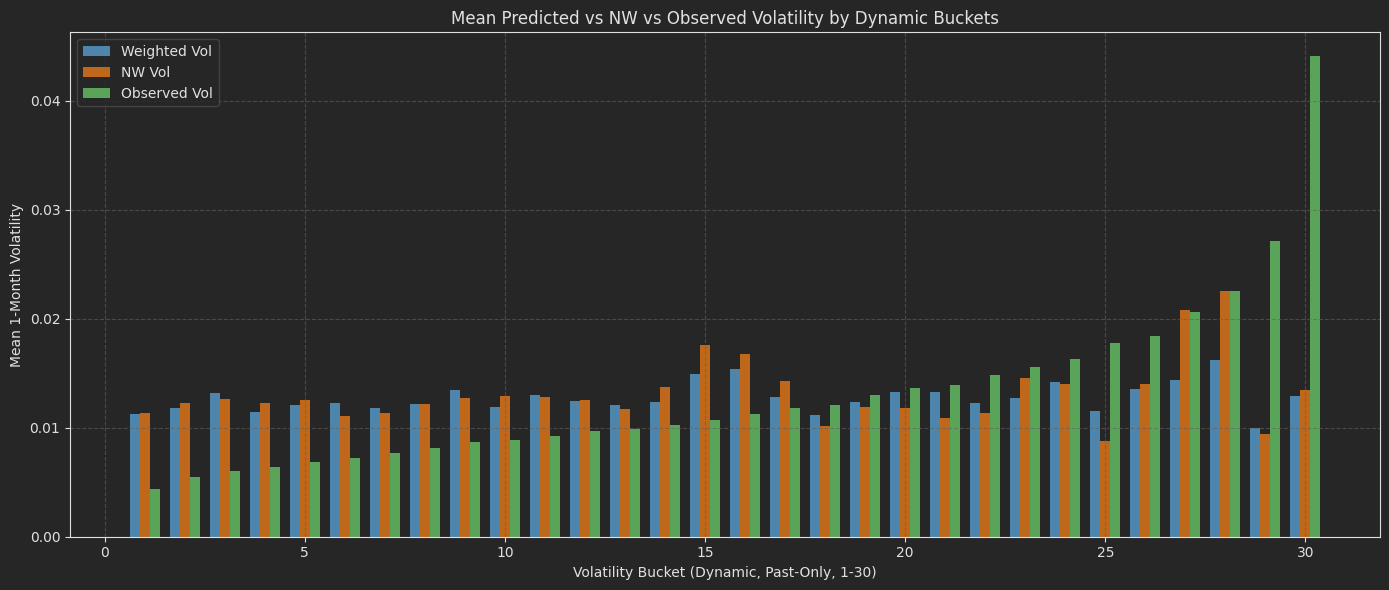 Mean Predicted vs NW vs Observed Volatility by Dynamic Buckets
Weighted Vol
NW Vol
Observed Vol
Mean 1-Month Volatility
0.04
0.03
0.02
0.01
0.00
0 5 10 15 20 25 30
Volatility Bucket (Dynamic, Past-Only, 1-30)